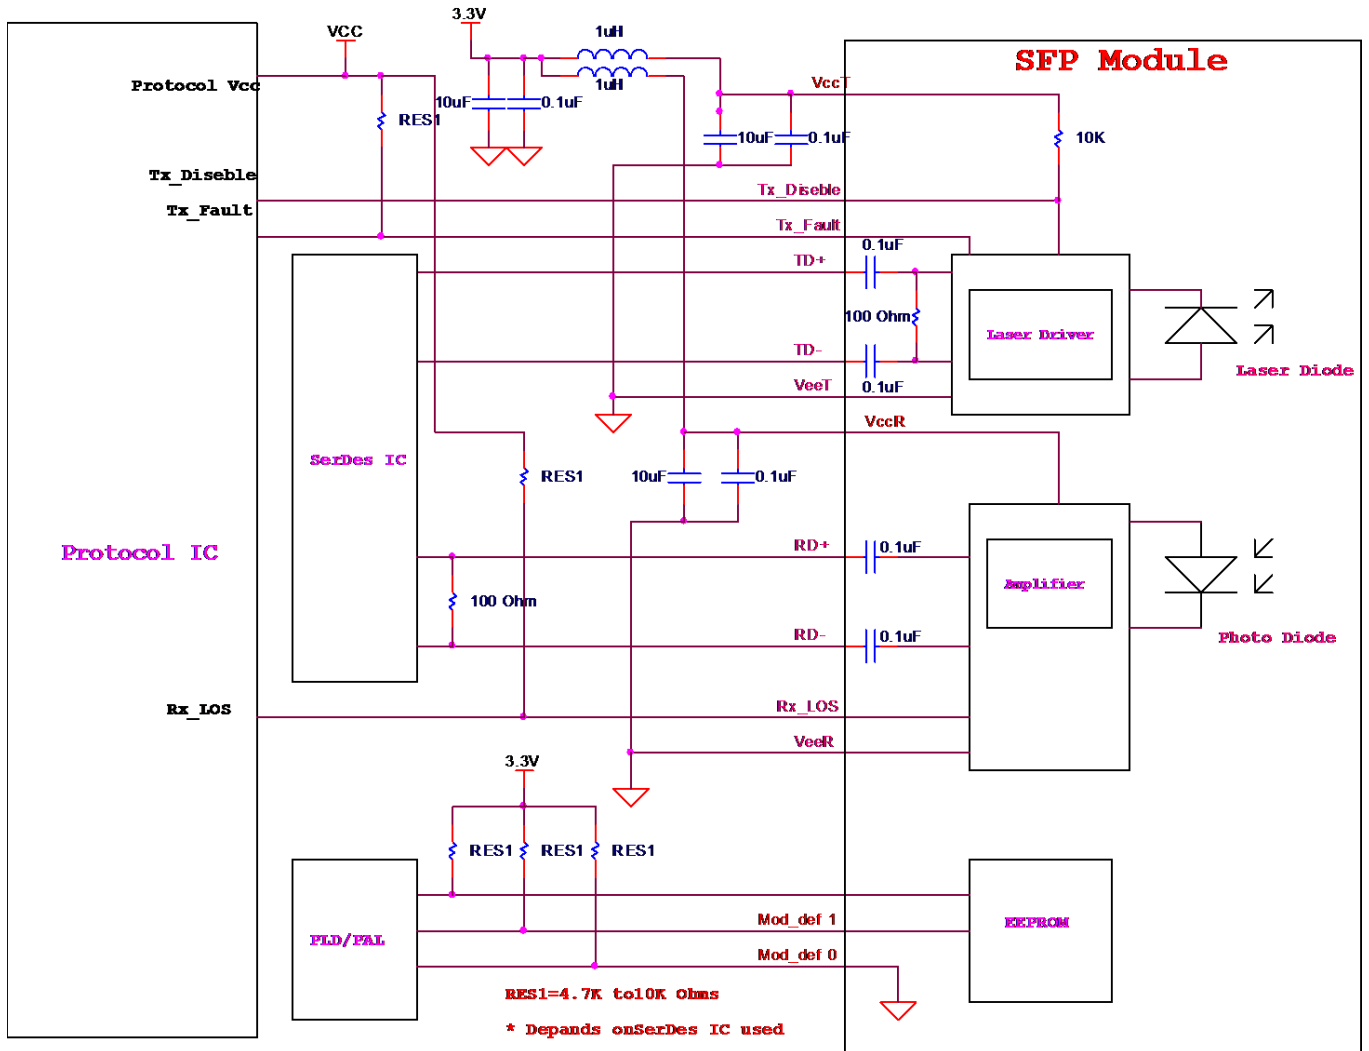 3.3V
VCC
1uH
SFP Module
1uH
VccT
Protocol Vcc
10uF
0.1uF
RES1
10uF
0.1uF
10K
Tx_Diseble
Tx_Diseble
Tx_Fault
Tx_Fault
0.1uF
TD+
100 Ohm
Laser Driver
TD-
Laser Diode
VeeT
0.1uF
VccR
SerDes IC
RES1
10uF
0.1uF
Protocol IC
RD+
0.1uF
Amplifier
100 Ohm
RD-
0.1uF
Photo Diode
Rx_LOS
Rx_LOS
VeeR
3.3V
RES1
RES1
RES1
Mod_def 1
EEPROM
PLD/PAL
Mod_def 0
RES1=4.7K to10K Ohms
* Depands onSerDes IC used